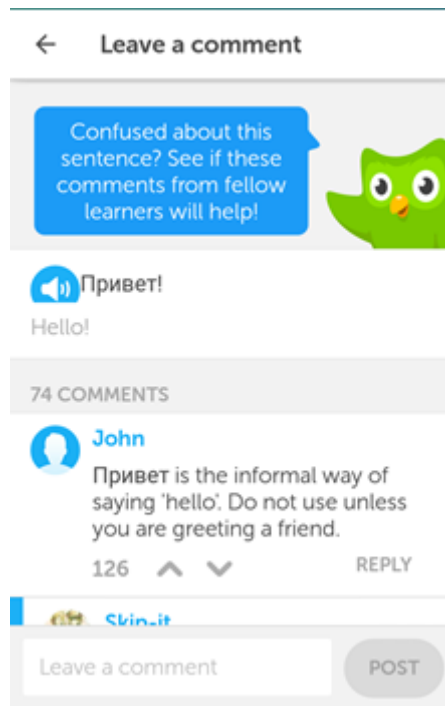 Leave a comment
Confused about this
sentence? See if these
comments from fellow
learners will help!
Привет!
Hello!
74 COMMENTS
John
Привет is the informal way of
saying 'hello'. Do not use unless
you are greeting a friend.
126 REPLY
Skip-it
Leave a comment POST